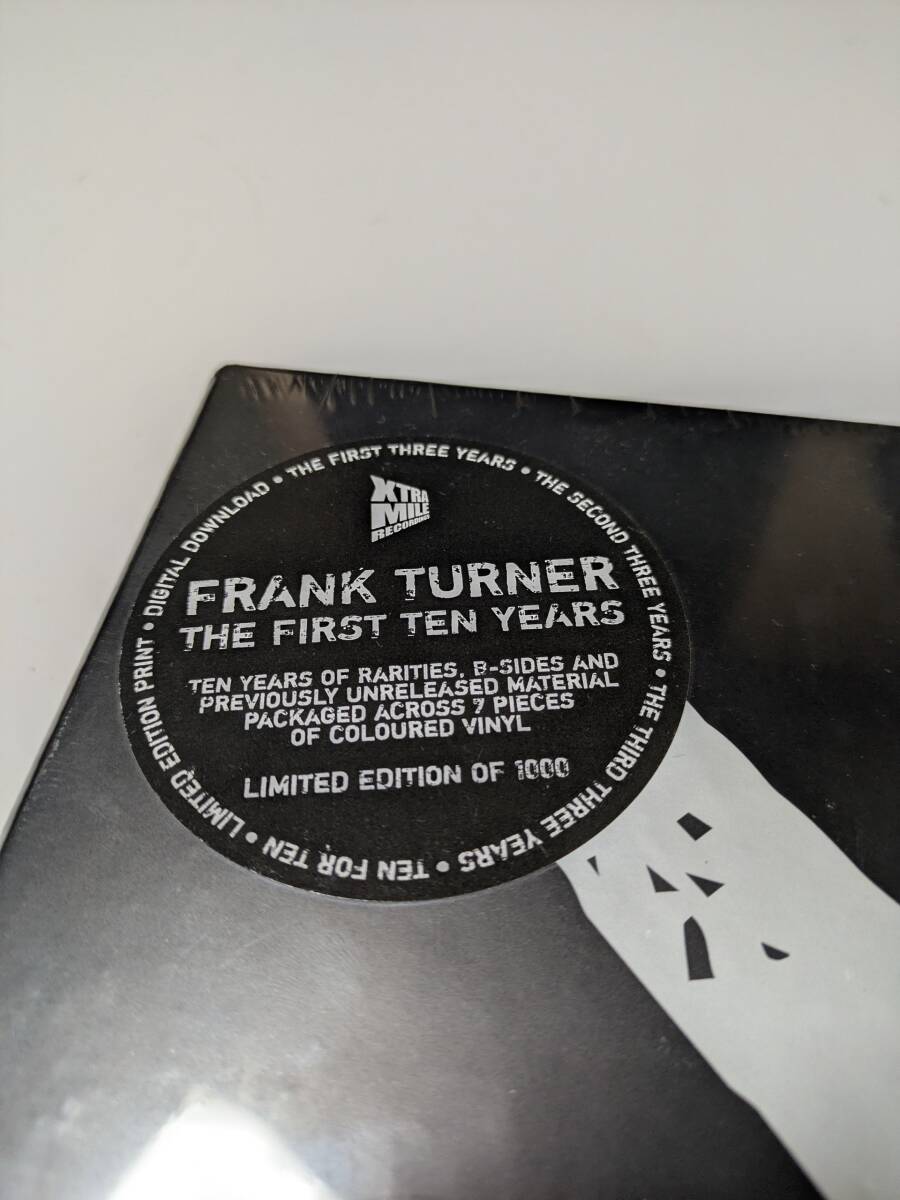 • THE FIRST THREE YEARS • THE SECOND THREE YEARS • THE THIRD THREE YEARS • TEN FOR TEN • LIMITED EDITION PRINT • DIGITAL DOWNLOAD
XTRA
MILE
RECORDINGS
FRANK TURNER
THE FIRST TEN YEARS
TEN YEARS OF RARITIES, B-SIDES AND
PREVIOUSLY UNRELEASED MATERIAL
PACKAGED ACROSS 7 PIECES
OF COLOURED VINYL
LIMITED EDITION OF 1000